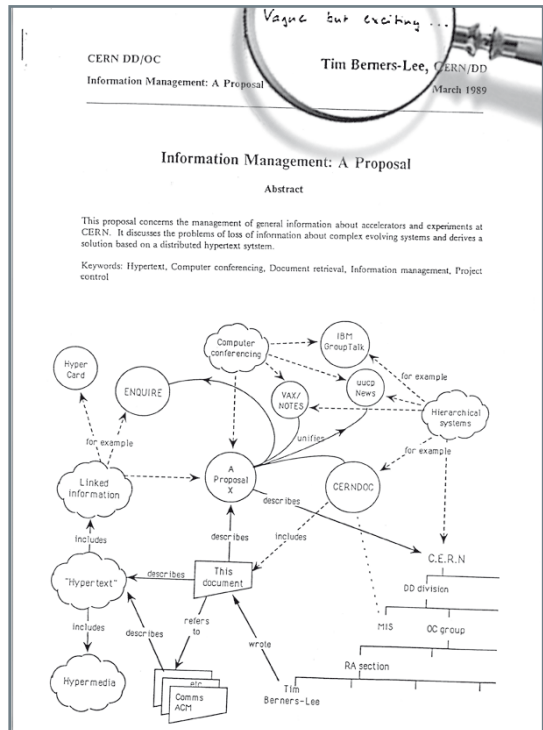 Vague but exciting ...
CERN DD/OC
Tim Berners-Lee, CERN/DD
Information Management: A Proposal
March 1989
Information Management: A Proposal
Abstract
This proposal concerns the management of general information about accelerators and experiments at
CERN. It discusses the problems of loss of information about complex evolving systems and derives a
solution based on a distributed hypertext sytstem.
Keywords: Hypertext, Computer conferencing, Document retrieval, Information management, Project
control
Computer
conferencing
IBM
GroupTalk
Hyper
Card
ENQUIRE
VAX/
NOTES
uucp
News
for example
Hierarchical
systems
for example
unifies
for example
Linked
information
A
Proposal
X
CERNDOC
describes
includes
describes
includes
C.E.R.N
"Hypertext"
describes
This
document
DD division
includes
describes
refers
to
wrote
MIS
OC group
RA section
Hypermedia
etc
Comms
ACM
Tim
Berners-Lee